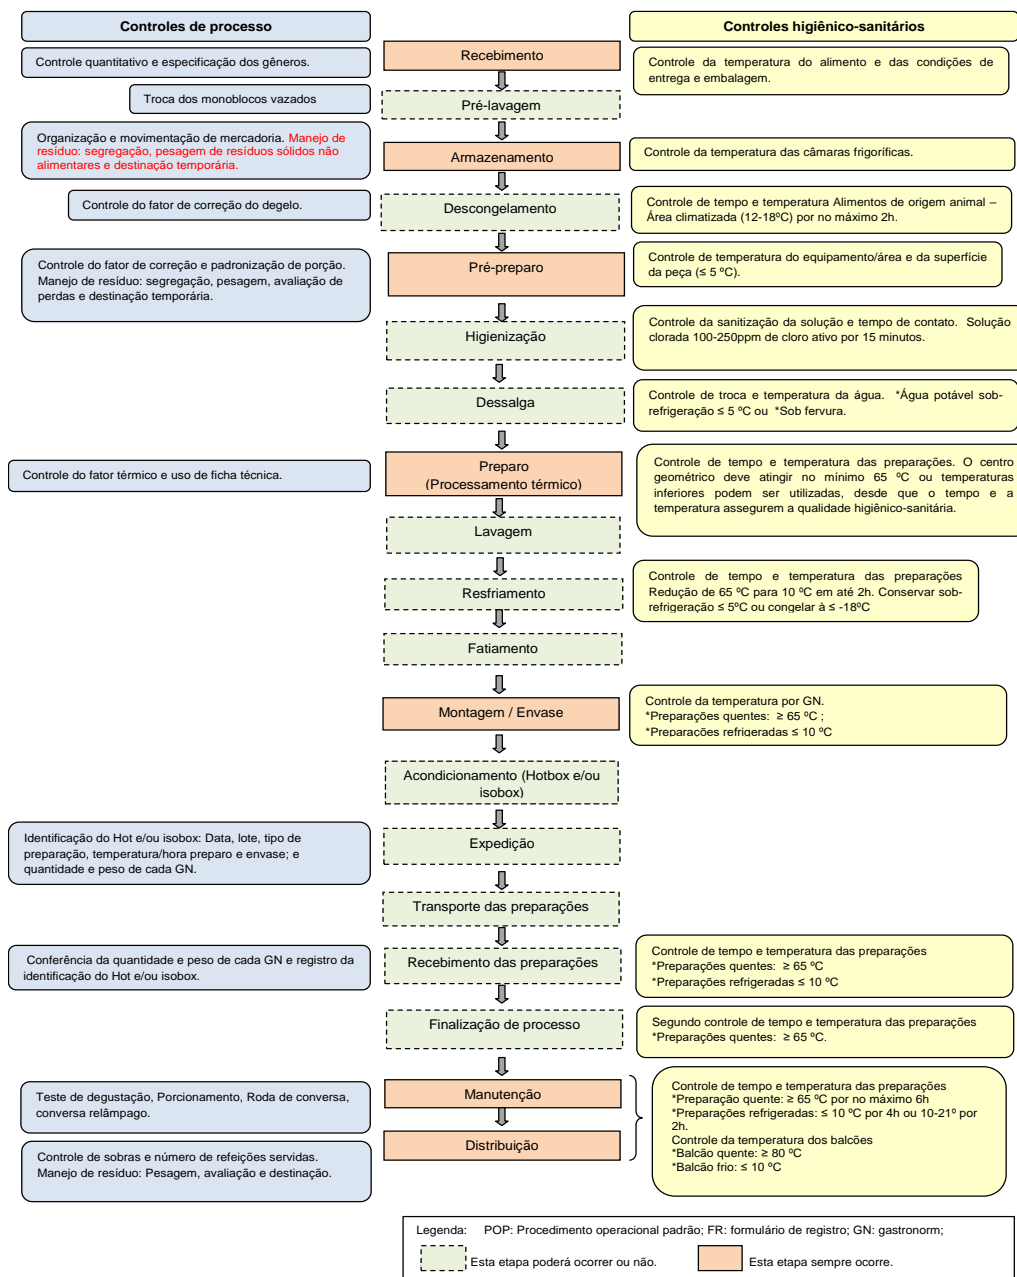 Controles de processo
Controles higiênico-sanitários
Controle quantitativo e especificação dos gêneros.
Recebimento
Controle da temperatura do alimento e das condições de
entrega e embalagem.
Troca dos monoblocos vazados
Pré-lavagem
Organização e movimentação de mercadoria. Manejo de
resíduo: segregação, pesagem de resíduos sólidos não
alimentares e destinação temporária.
Armazenamento
Controle da temperatura das câmaras frigoríficas.
Controle do fator de correção do degelo.
Descongelamento
Controle de tempo e temperatura Alimentos de origem animal –
Área climatizada (12-18ºC) por no máximo 2h.
Controle do fator de correção e padronização de porção.
Manejo de resíduo: segregação, pesagem, avaliação de
perdas e destinação temporária.
Pré-preparo
Controle de temperatura do equipamento/área e da superfície
da peça (≤ 5 ºC).
Higienização
Controle da sanitização da solução e tempo de contato. Solução
clorada 100-250ppm de cloro ativo por 15 minutos.
Dessalga
Controle de troca e temperatura da água. *Água potável sob-
refrigeração ≤ 5 ºC ou *Sob fervura.
Controle do fator térmico e uso de ficha técnica.
Preparo
(Processamento térmico)
Controle de tempo e temperatura das preparações. O centro
geométrico deve atingir no mínimo 65 ºC ou temperaturas
inferiores podem ser utilizadas, desde que o tempo e a
temperatura assegurem a qualidade higiênico-sanitária.
Lavagem
Resfriamento
Controle de tempo e temperatura das preparações
Redução de 65 ºC para 10 ºC em até 2h. Conservar sob-
refrigeração ≤ 5ºC ou congelar à ≤ -18ºC
Fatiamento
Montagem / Envase
Controle da temperatura por GN.
*Preparações quentes: ≥ 65 ºC ;
*Preparações refrigeradas ≤ 10 ºC
Acondicionamento (Hotbox e/ou
isobox)
Identificação do Hot e/ou isobox: Data, lote, tipo de
preparação, temperatura/hora preparo e envase; e
quantidade e peso de cada GN.
Expedição
Transporte das preparações
Conferência da quantidade e peso de cada GN e registro da
identificação do Hot e/ou isobox.
Recebimento das preparações
Controle de tempo e temperatura das preparações
*Preparações quentes: ≥ 65 ºC
*Preparações refrigeradas ≤ 10 ºC
Finalização de processo
Segundo controle de tempo e temperatura das preparações
*Preparações quentes: ≥ 65 ºC.
Teste de degustação, Porcionamento, Roda de conversa,
conversa relâmpago.
Manutenção
Controle de tempo e temperatura das preparações
*Preparação quente: ≥ 65 ºC por no máximo 6h
*Preparações refrigeradas: ≤ 10 ºC por 4h ou 10-21º por
2h.
Controle da temperatura dos balcões
*Balcão quente: ≥ 80 ºC
*Balcão frio: ≤ 10 ºC
Distribuição
Controle de sobras e número de refeições servidas.
Manejo de resíduo: Pesagem, avaliação e destinação.
Legenda: POP: Procedimento operacional padrão; FR: formulário de registro; GN: gastronorm;
Esta etapa poderá ocorrer ou não.
Esta etapa sempre ocorre.